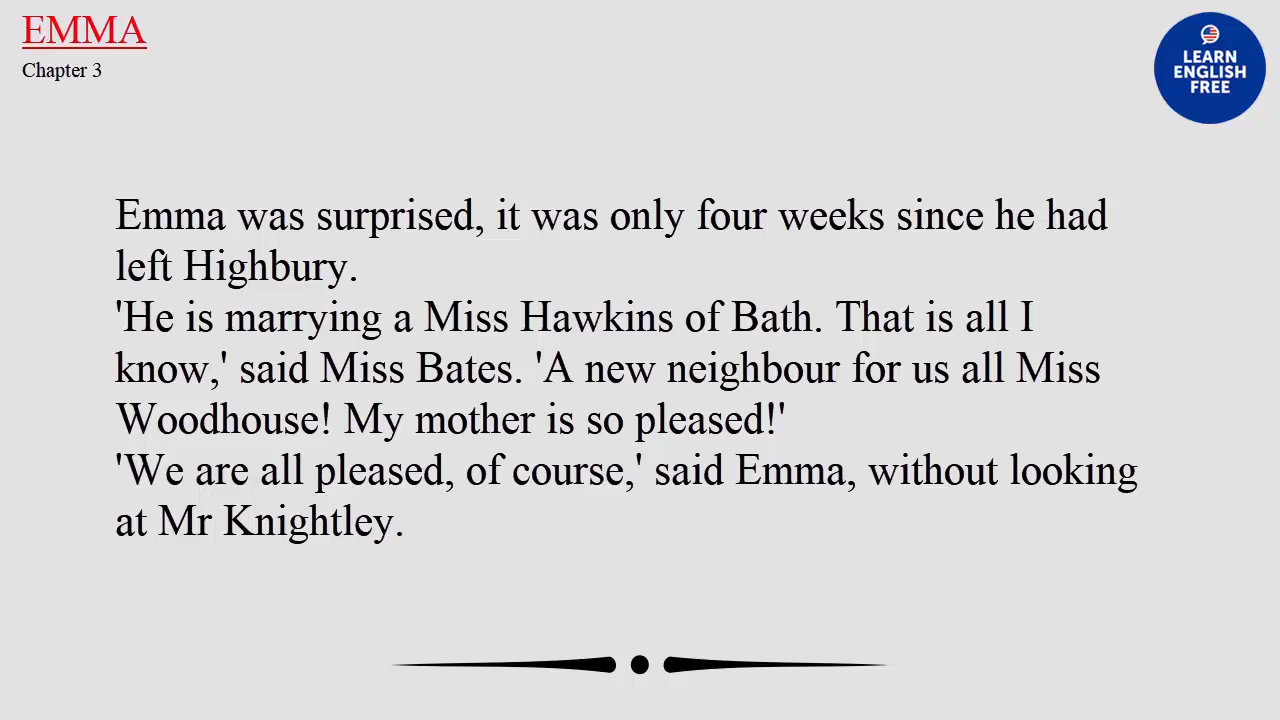 EMMA
Chapter 3
LEARN
ENGLISH
FREE
Emma was surprised, it was only four weeks since he had
left Highbury.
'He is marrying a Miss Hawkins of Bath. That is all I
know,' said Miss Bates. 'A new neighbour for us all Miss
Woodhouse! My mother is so pleased!'
'We are all pleased, of course,' said Emma, without looking
at Mr Knightley.